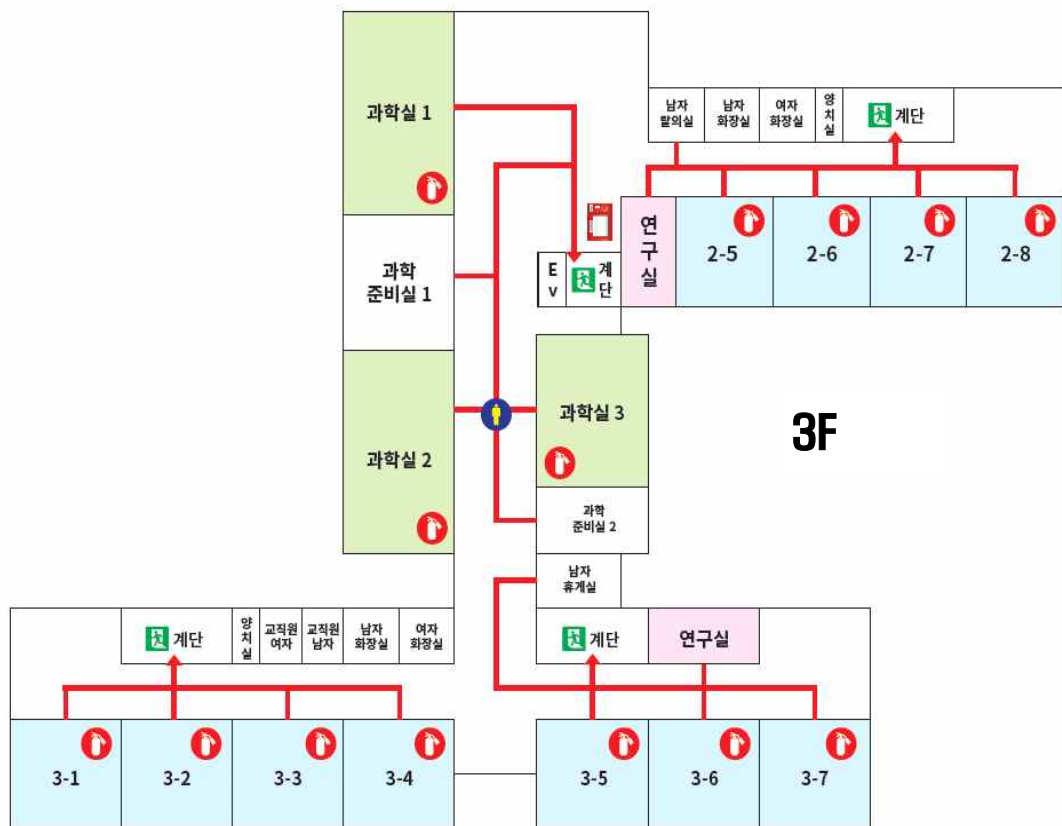 과학실 1
남자
탈의실
남자
화장실
여자
화장실
양
치
실
계단
연
구
실
2-5
2-6
2-7
2-8
과학
준비실 1
E
V
계
단
과학실 2
과학실 3
3F
과학
준비실 2
남자
휴게실
계단
양
치
실
교직원
여자
교직원
남자
남자
화장실
여자
화장실
계단
연구실
3-1
3-2
3-3
3-4
3-5
3-6
3-7